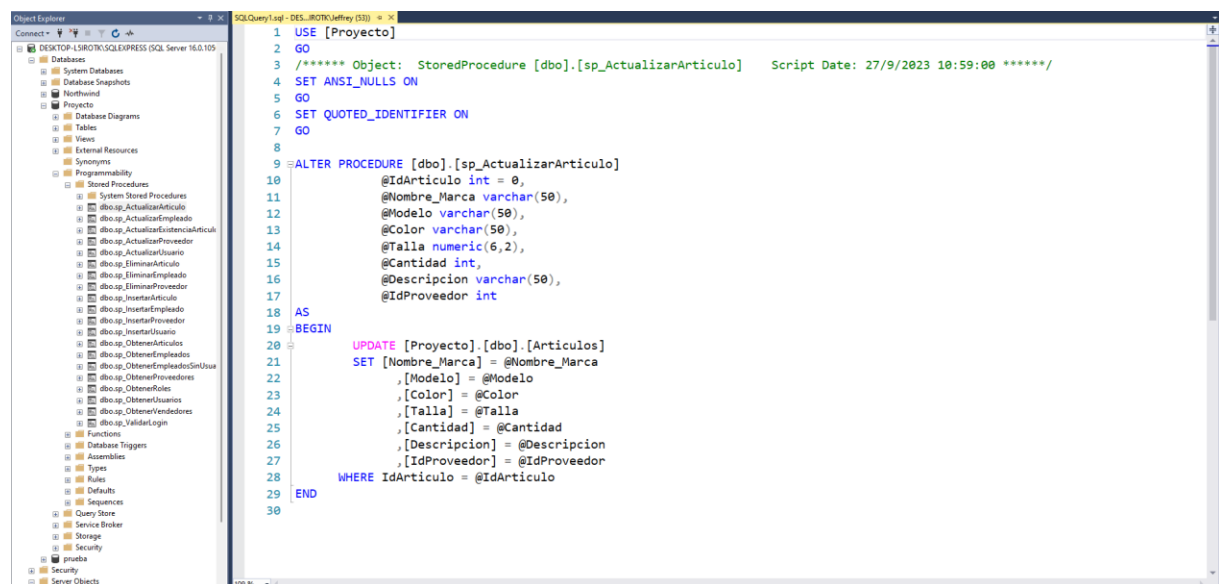 Object Explorer
Connect
DESKTOP-L5IROTK\SQLEXPRESS (SQL Server 16.0.105
Databases
System Databases
Database Snapshots
Northwind
Proyecto
Database Diagrams
Tables
Views
External Resources
Synonyms
Programmability
Stored Procedures
System Stored Procedures
dbo.sp_ActualizarArticulo
dbo.sp_ActualizarEmpleado
dbo.sp_ActualizarExistenciaArticulo
dbo.sp_ActualizarProveedor
dbo.sp_ActualizarUsuario
dbo.sp_EliminarArticulo
dbo.sp_EliminarEmpleado
dbo.sp_EliminarProveedor
dbo.sp_InsertarArticulo
dbo.sp_InsertarEmpleado
dbo.sp_InsertarProveedor
dbo.sp_InsertarUsuario
dbo.sp_ObtenerArticulos
dbo.sp_ObtenerEmpleados
dbo.sp_ObtenerEmpleadosSinUsua
dbo.sp_ObtenerProveedores
dbo.sp_ObtenerRoles
dbo.sp_ObtenerUsuarios
dbo.sp_ObtenerVendedores
dbo.sp_ValidarLogin
Functions
Database Triggers
Assemblies
Types
Rules
Defaults
Sequences
Query Store
Service Broker
Storage
Security
prueba
Security
Server Objects
SQLQuery1.sql - DES...IROTK\Jeffrey (53))
1 USE [Proyecto]
2 GO
3 /****** Object: StoredProcedure [dbo].[sp_ActualizarArticulo] Script Date: 27/9/2023 10:59:00 ******/
4 SET ANSI_NULLS ON
5 GO
6 SET QUOTED_IDENTIFIER ON
7 GO
8
9 ALTER PROCEDURE [dbo].[sp_ActualizarArticulo]
10 @IdArticulo int = 0,
11 @Nombre_Marca varchar(50),
12 @Modelo varchar(50),
13 @Color varchar(50),
14 @Talla numeric(6,2),
15 @Cantidad int,
16 @Descripcion varchar(50),
17 @IdProveedor int
18 AS
19 BEGIN
20 UPDATE [Proyecto].[dbo].[Articulos]
21 SET [Nombre_Marca] = @Nombre_Marca
22 ,[Modelo] = @Modelo
23 ,[Color] = @Color
24 ,[Talla] = @Talla
25 ,[Cantidad] = @Cantidad
26 ,[Descripcion] = @Descripcion
27 ,[IdProveedor] = @IdProveedor
28 WHERE IdArticulo = @IdArticulo
29 END
30